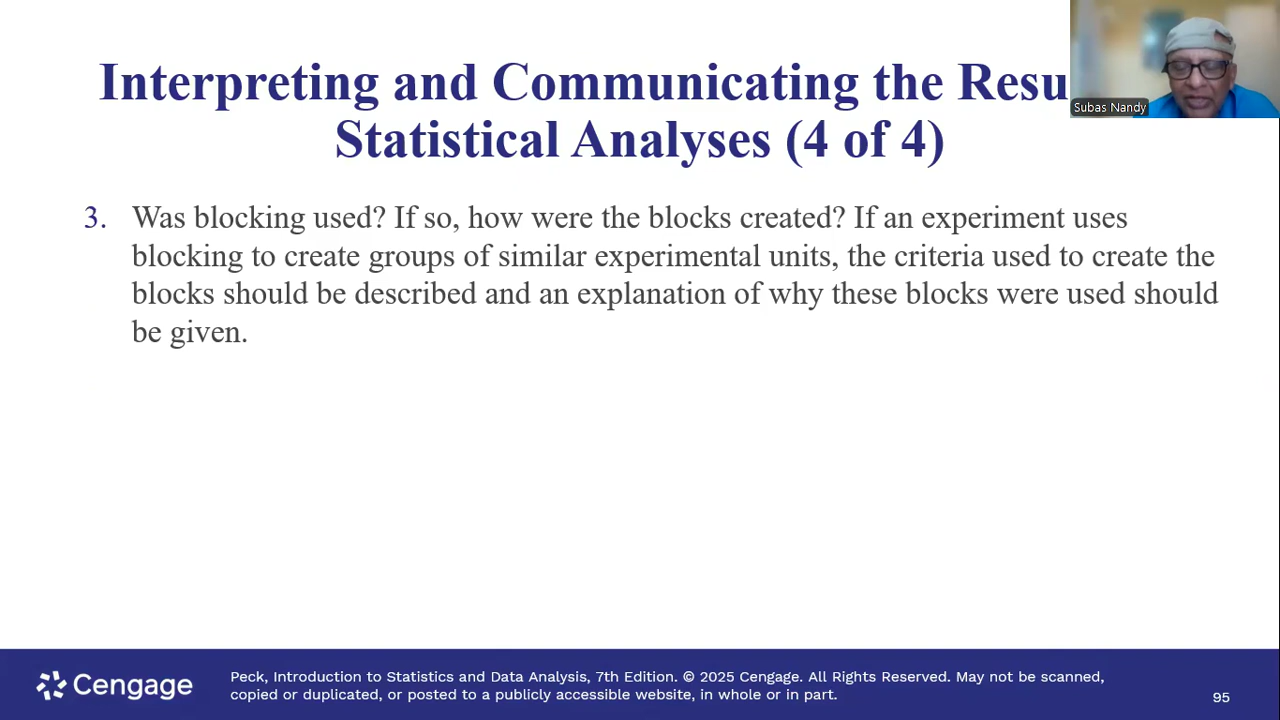 Interpreting and Communicating the Resu
Statistical Analyses (4 of 4)
Subas Nandy
3. Was blocking used? If so, how were the blocks created? If an experiment uses
blocking to create groups of similar experimental units, the criteria used to create the
blocks should be described and an explanation of why these blocks were used should
be given.
Cengage
Peck, Introduction to Statistics and Data Analysis, 7th Edition. © 2025 Cengage. All Rights Reserved. May not be scanned,
copied or duplicated, or posted to a publicly accessible website, in whole or in part.
95